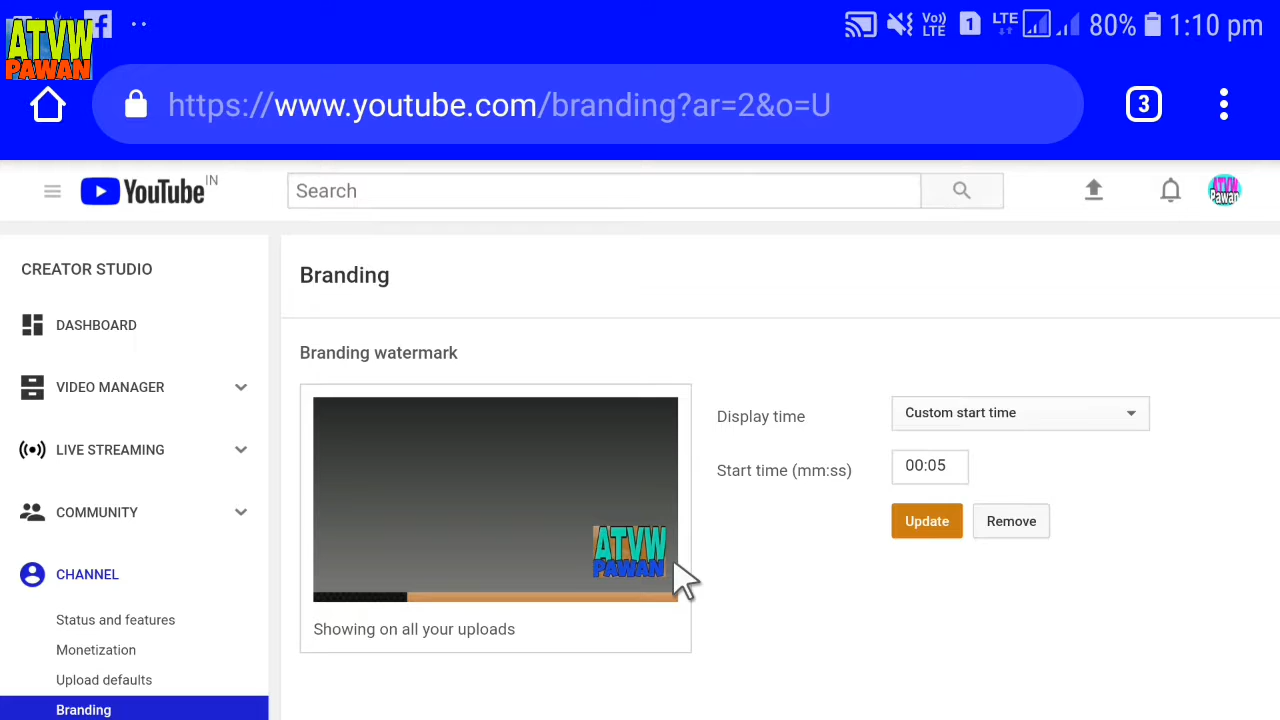 Vo)) LTE 1 LTE 80% 1:10 pm
ATVW
PAWAN
https://www.youtube.com/branding?ar=2&o=U
3
YouTube IN
Search
ATVW
Pawan
CREATOR STUDIO
Branding
DASHBOARD
Branding watermark
VIDEO MANAGER
Display time
Custom start time
LIVE STREAMING
Start time (mm:ss)
00:05
COMMUNITY
Update
Remove
ATVW
PAWAN
CHANNEL
Showing on all your uploads
Status and features
Monetization
Upload defaults
Branding